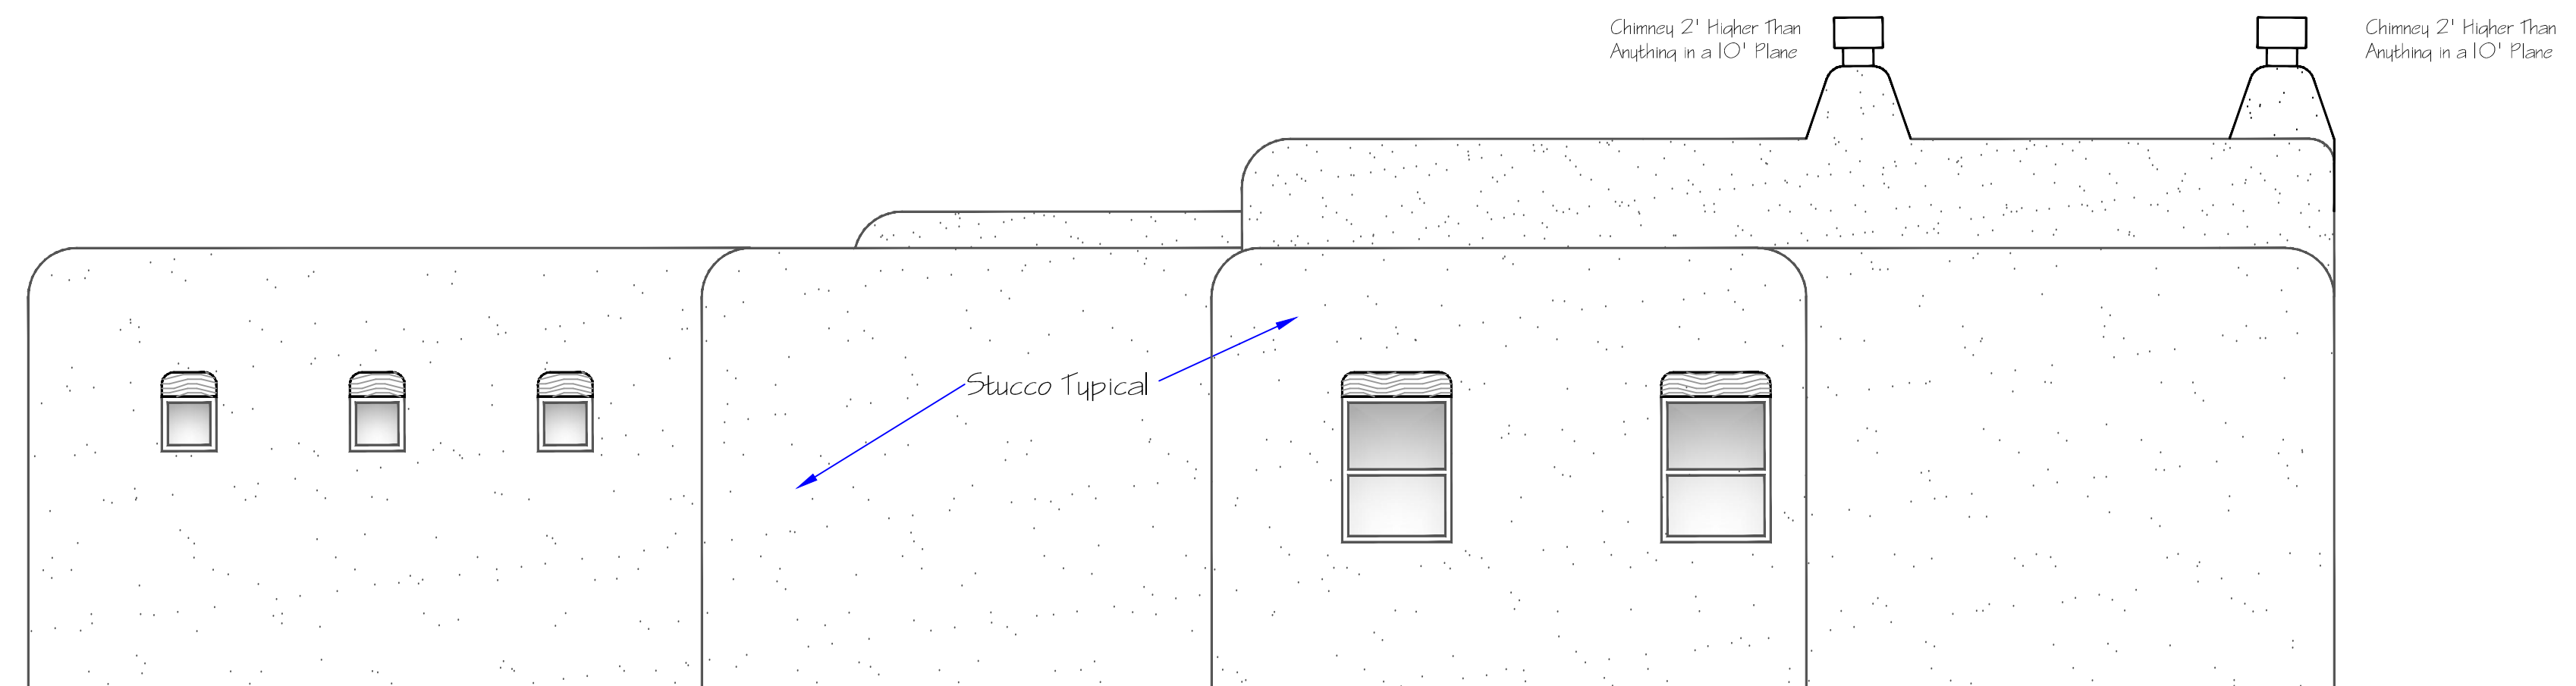 Chimney 2' Higher Than
Anything in a 10' Plane
Chimney 2' Higher Than
Anything in a 10' Plane
Stucco Typical